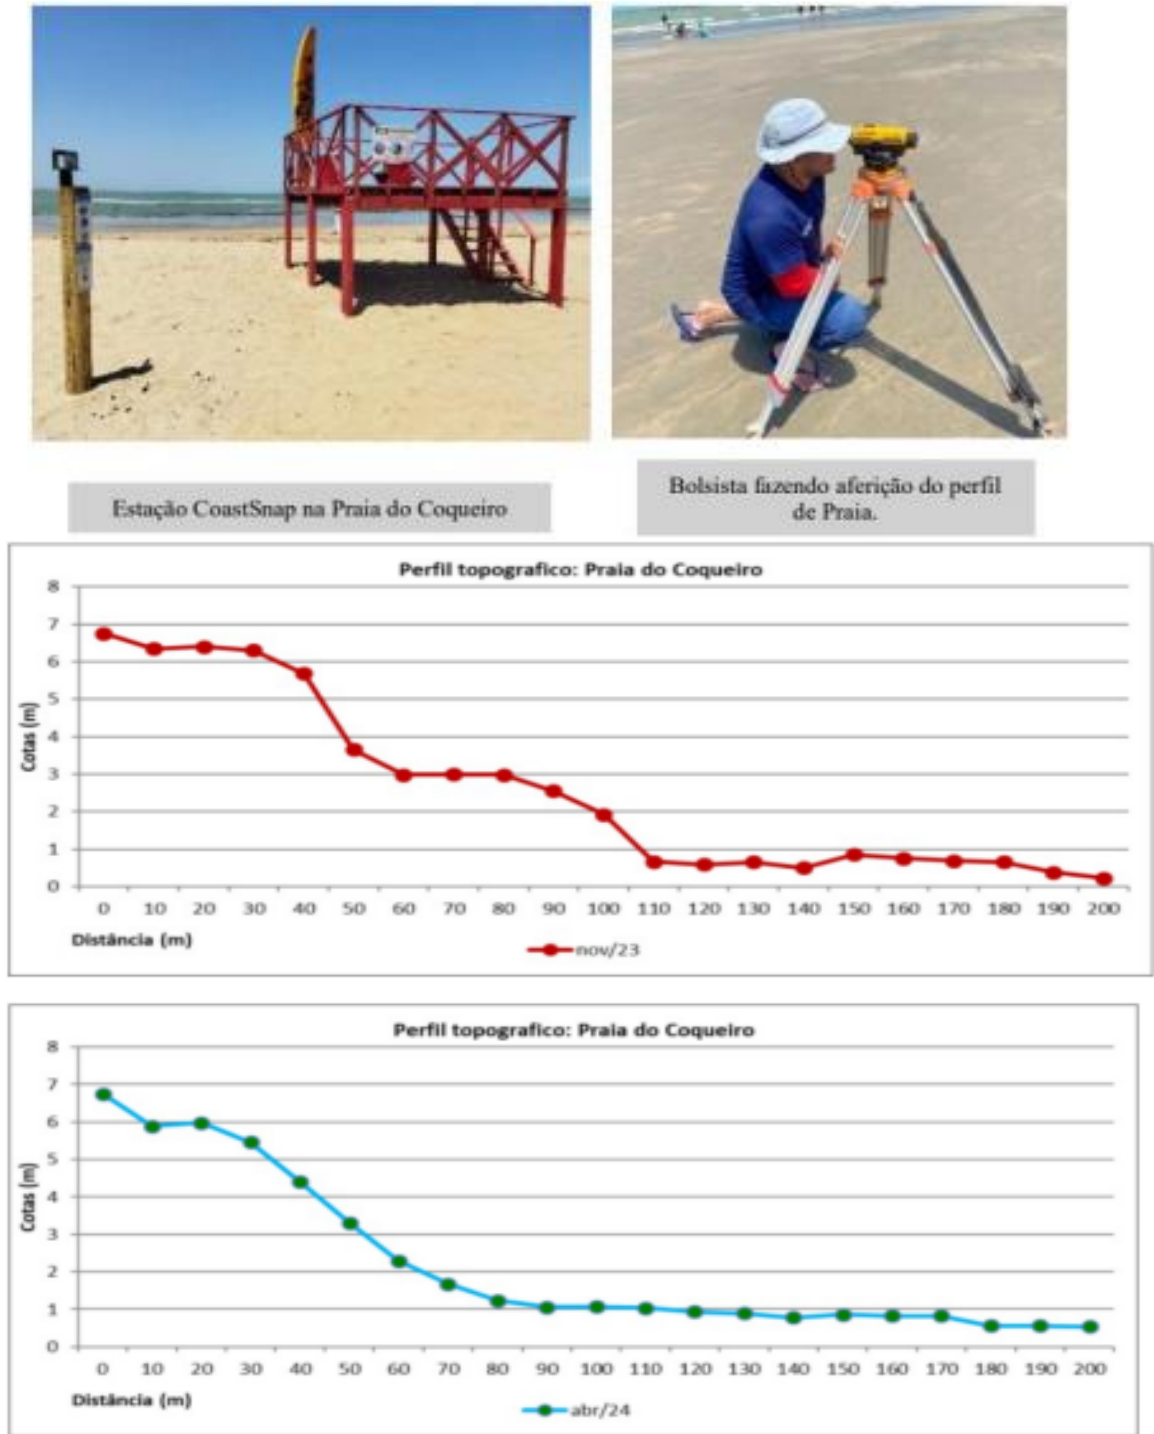 Estação CoastSnap na Praia do Coqueiro
Bolsista fazendo aferição do perfil
de Praia.
Perfil topografico: Praia do Coqueiro
8
7
6
5
4
3
2
1
0
Cotas (m)
0 10 20 30 40 50 60 70 80 90 100 110 120 130 140 150 160 170 180 190 200
Distância (m)
nov/23
Perfil topografico: Praia do Coqueiro
8
7
6
5
4
3
2
1
0
Cotas (m)
0 10 20 30 40 50 60 70 80 90 100 110 120 130 140 150 160 170 180 190 200
Distância (m)
abr/24